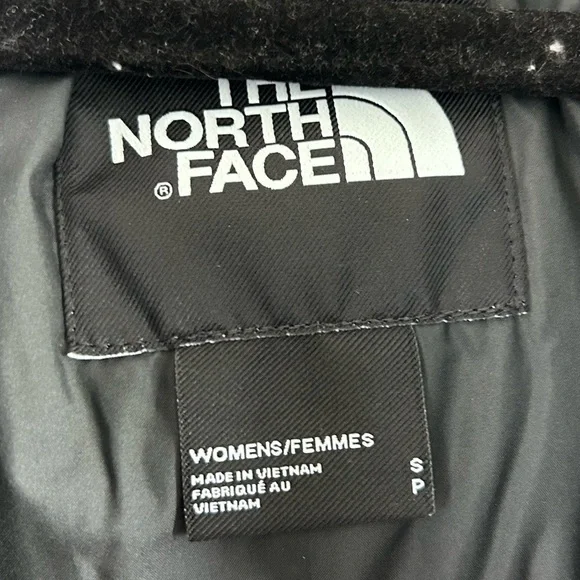 THE
NORTH
FACE
®
WOMENS/FEMMES
MADE IN VIETNAM
FABRIQUÉ AU
VIETNAM
S
P